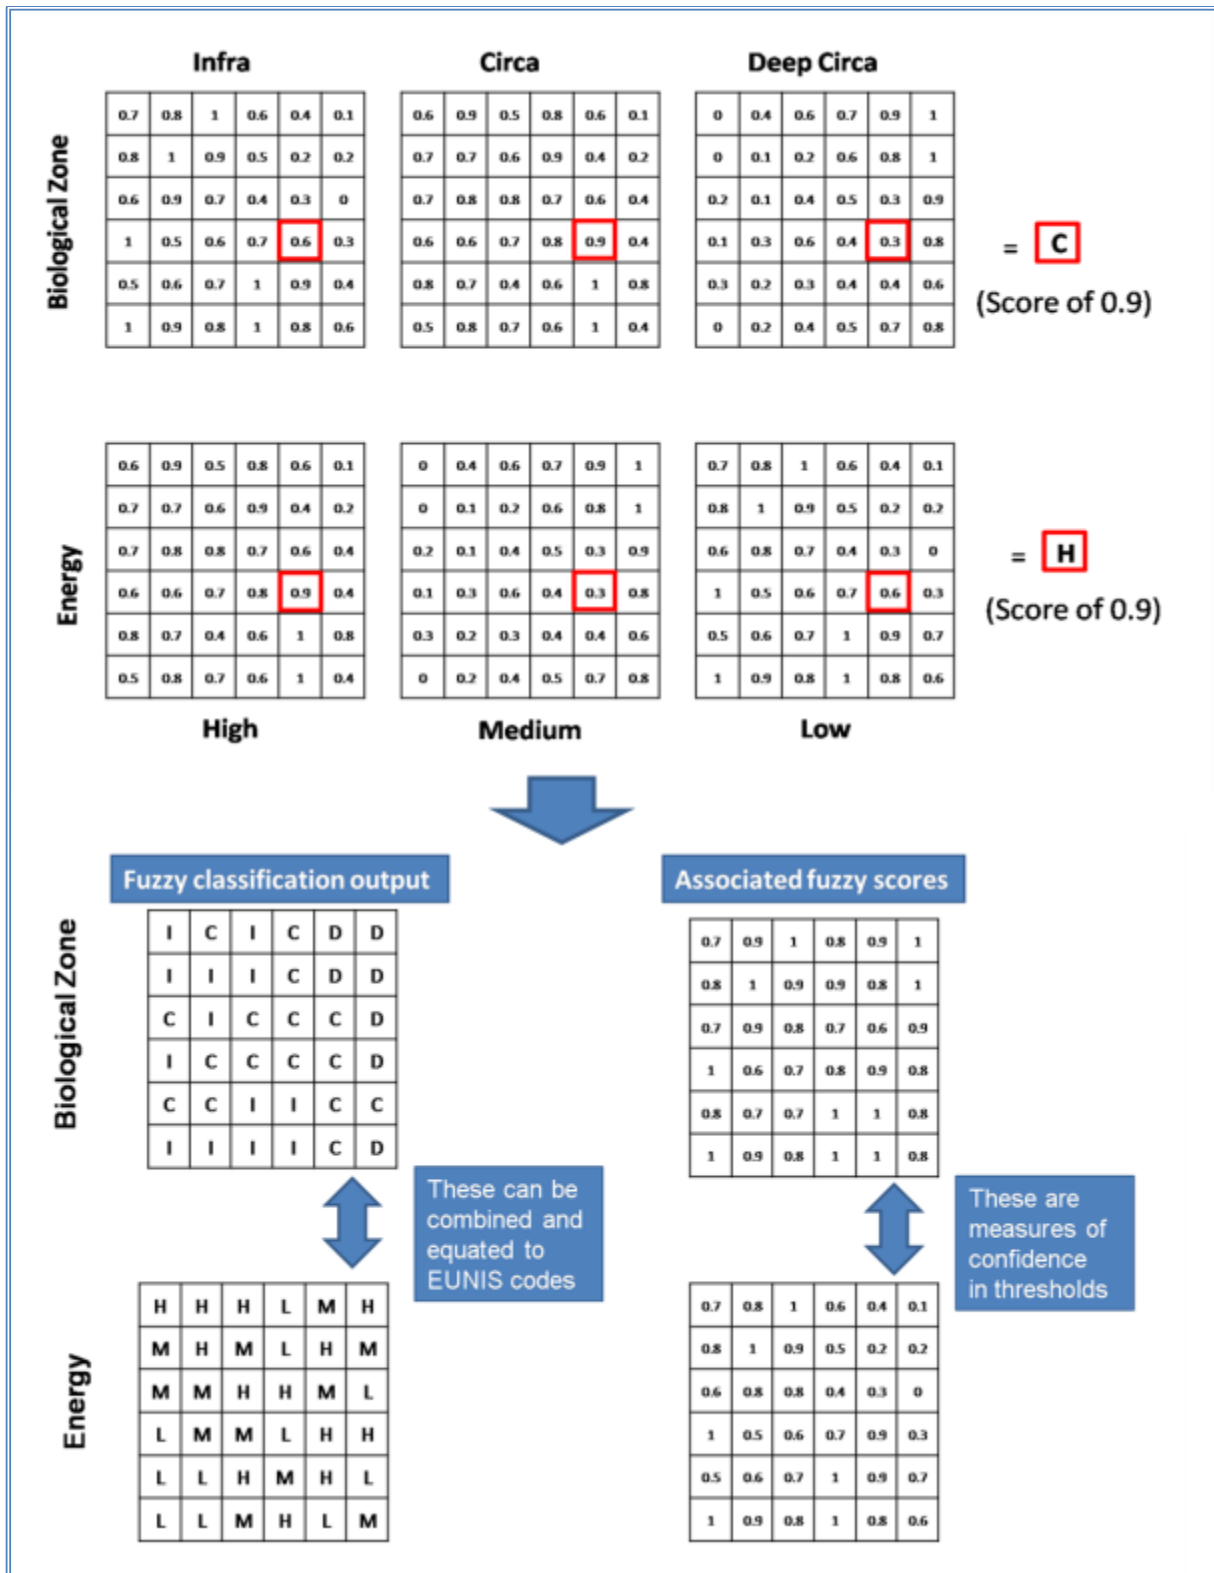 Infra Circa Deep Circa
Biological Zone
0.7 0.8 1 0.6 0.4 0.1
0.8 1 0.9 0.5 0.2 0.2
0.6 0.9 0.7 0.4 0.3 0
1 0.5 0.6 0.7 0.6 0.3
0.5 0.6 0.7 1 0.9 0.4
1 0.9 0.8 1 0.8 0.6
0.6 0.9 0.5 0.8 0.6 0.1
0.7 0.7 0.6 0.9 0.4 0.2
0.7 0.8 0.8 0.7 0.6 0.4
0.6 0.6 0.7 0.8 0.9 0.4
0.8 0.7 0.4 0.6 1 0.8
0.5 0.8 0.7 0.6 1 0.4
0 0.4 0.6 0.7 0.9 1
0 0.1 0.2 0.6 0.8 1
0.2 0.1 0.4 0.5 0.3 0.9
0.1 0.3 0.6 0.4 0.3 0.8
0.3 0.2 0.3 0.4 0.4 0.6
0 0.2 0.4 0.5 0.7 0.8
= C
(Score of 0.9)
Energy
0.6 0.9 0.5 0.8 0.6 0.1
0.7 0.7 0.6 0.9 0.4 0.2
0.7 0.8 0.8 0.7 0.6 0.4
0.6 0.6 0.7 0.8 0.9 0.4
0.8 0.7 0.4 0.6 1 0.8
0.5 0.8 0.7 0.6 1 0.4
0 0.4 0.6 0.7 0.9 1
0 0.1 0.2 0.6 0.8 1
0.2 0.1 0.4 0.5 0.3 0.9
0.1 0.3 0.6 0.4 0.3 0.8
0.3 0.2 0.3 0.4 0.4 0.6
0 0.2 0.4 0.5 0.7 0.8
0.7 0.8 1 0.6 0.4 0.1
0.8 1 0.9 0.5 0.2 0.2
0.6 0.8 0.7 0.4 0.3 0
1 0.5 0.6 0.7 0.6 0.3
0.5 0.6 0.7 1 0.9 0.7
1 0.9 0.8 1 0.8 0.6
= H
(Score of 0.9)
High Medium Low
Fuzzy classification output
Associated fuzzy scores
Biological Zone
I C I C D D
I I I C D D
C I C C C D
I C C C C D
C C I I C C
I I I I C D
0.7 0.9 1 0.8 0.9 1
0.8 1 0.9 0.9 0.8 1
0.7 0.9 0.8 0.7 0.6 0.9
1 0.6 0.7 0.8 0.9 0.8
0.8 0.7 0.7 1 1 0.8
1 0.9 0.8 1 1 0.8
These can be
combined and
equated to
EUNIS codes
These are
measures of
confidence
in thresholds
Energy
H H H L M H
M H M L H M
M M H H M L
L M M L H H
L L H M H L
L L M H L M
0.7 0.8 1 0.6 0.4 0.1
0.8 1 0.9 0.5 0.2 0.2
0.6 0.8 0.8 0.4 0.3 0
1 0.5 0.6 0.7 0.9 0.3
0.5 0.6 0.7 1 0.9 0.7
1 0.9 0.8 1 0.8 0.6